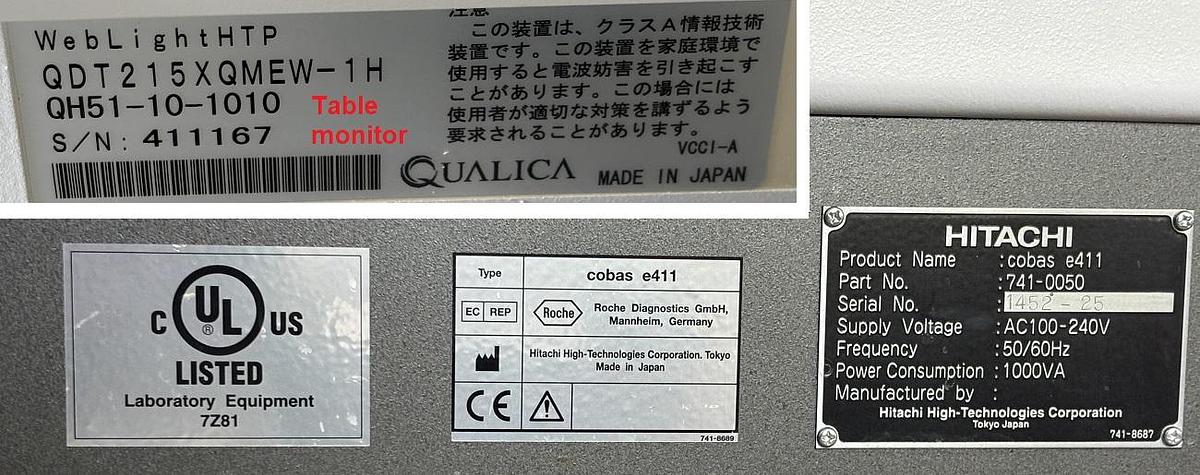 WebLightHTP
QDT215XQMEW-1H
QH51-10-1010
S/N: 411167
Table
monitor
注意
この装置は、クラスA情報技術
装置です。この装置を家庭環境で
使用すると電波妨害を引き起こす
ことがあります。この場合には
使用者が適切な対策を講ずるよう
要求されることがあります。
VCCI-A
QUALICA MADE IN JAPAN
C UL ® US
LISTED
Laboratory Equipment
7Z81
Type cobas e411
EC REP Roche Roche Diagnostics GmbH,
Mannheim, Germany
Hitachi High-Technologies Corporation. Tokyo
Made in Japan
CE
741-8689
HITACHI
Product Name :cobas e411
Part No. :741-0050
Serial No. :1452-25
Supply Voltage :AC100-240V
Frequency :50/60Hz
Power Consumption :1000VA
Manufactured by :
Hitachi High-Technologies Corporation
Tokyo Japan
741-8687